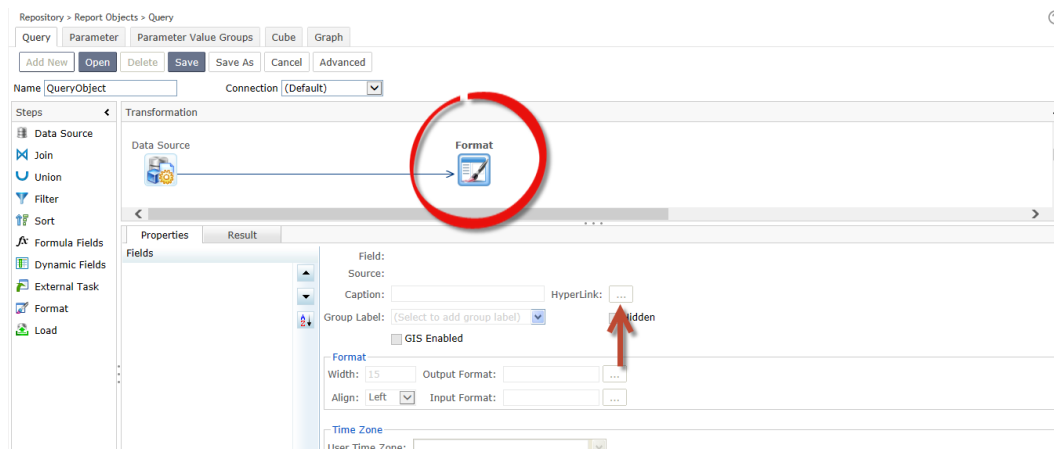 Repository > Report Objects > Query
Query Parameter Parameter Value Groups Cube Graph
Add New Open Delete Save Save As Cancel Advanced
Name QueryObject Connection (Default)
Steps Transformation
Data Source
Join
Union
Filter
Sort
fx Formula Fields
Dynamic Fields
External Task
Format
Load
Data Source Format
Properties Result
Fields
Field:
Source:
Caption: HyperLink: ...
Group Label: (Select to add group label) Hidden
GIS Enabled
Format
Width: 15 Output Format: ...
Align: Left Input Format: ...
Time Zone
User Time Zone: